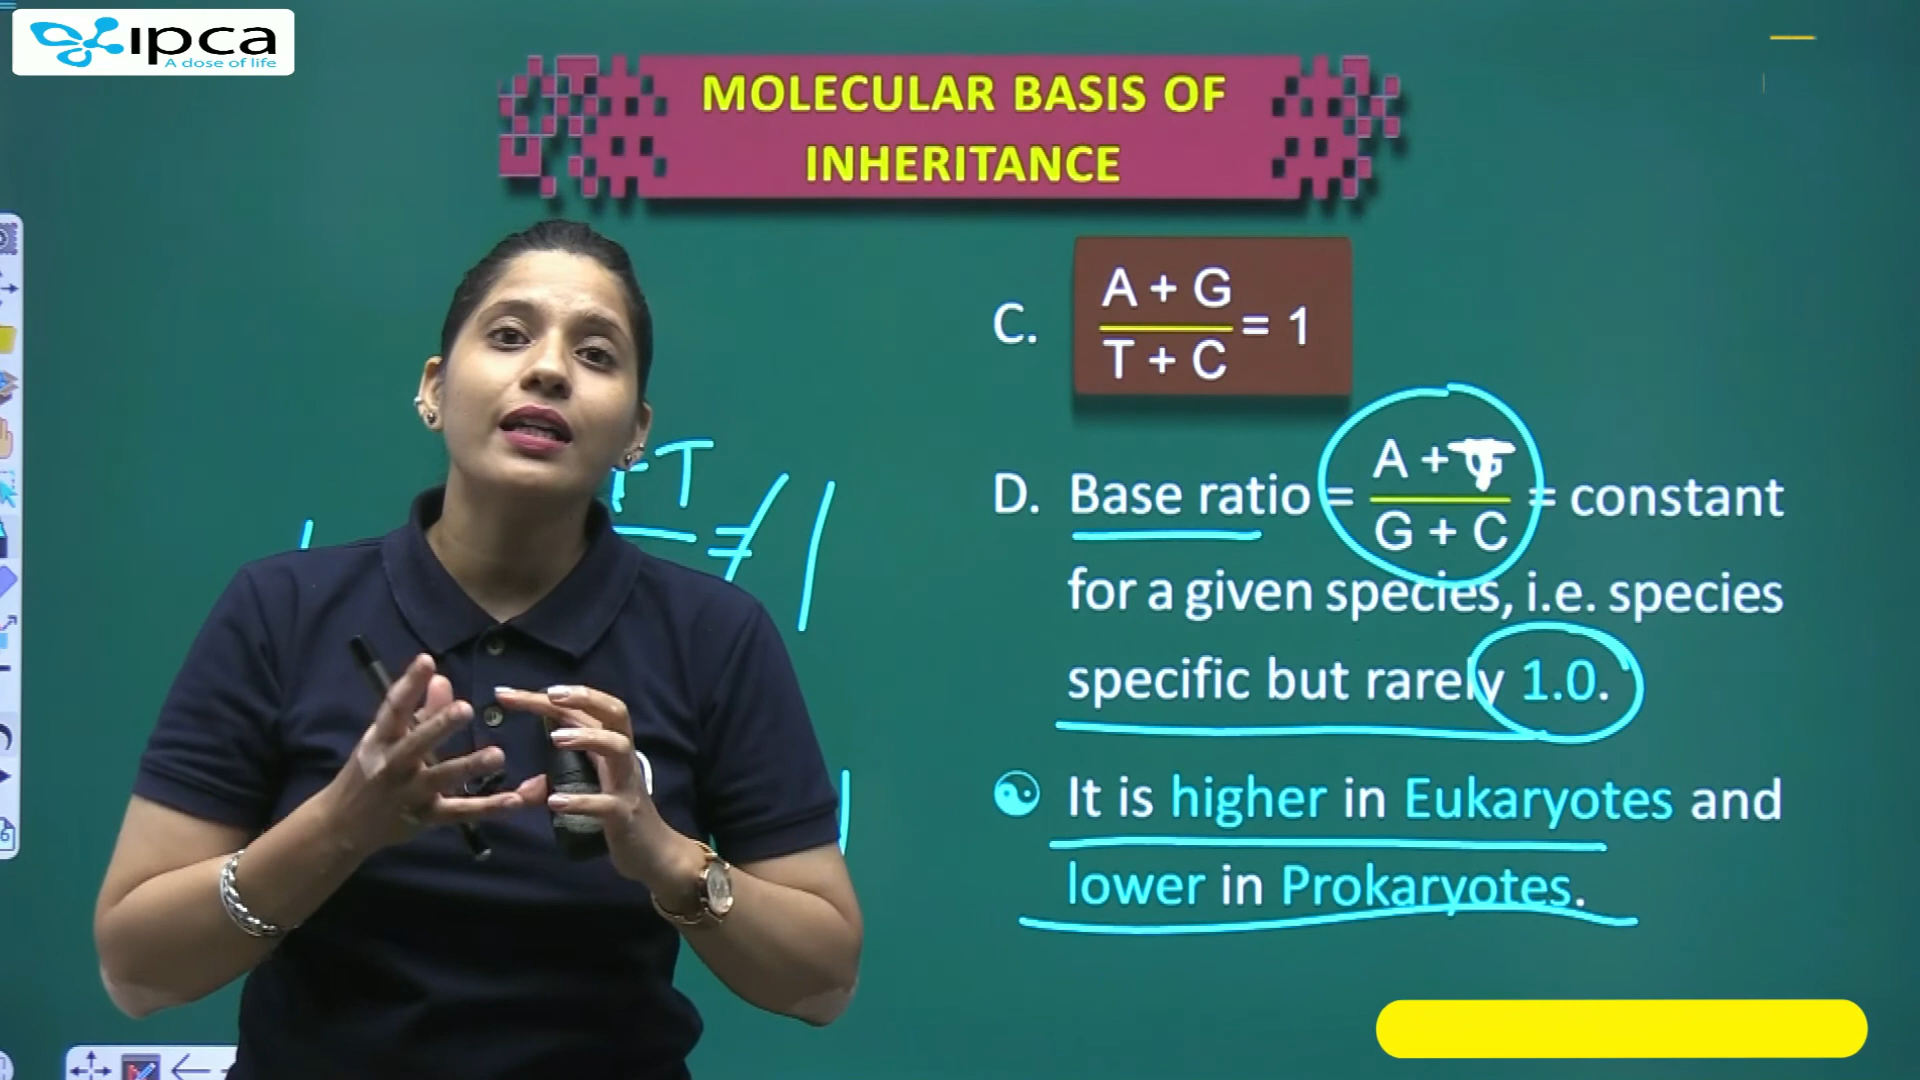 ipca
A dose of life
MOLECULAR BASIS OF
INHERITANCE
C. A + G
T + C
= 1
D. Base ratio = A + T
G + C
= constant
for a given species, i.e. species
specific but rarely 1.0.
It is higher in Eukaryotes and
lower in Prokaryotes.
+T
≠ 1